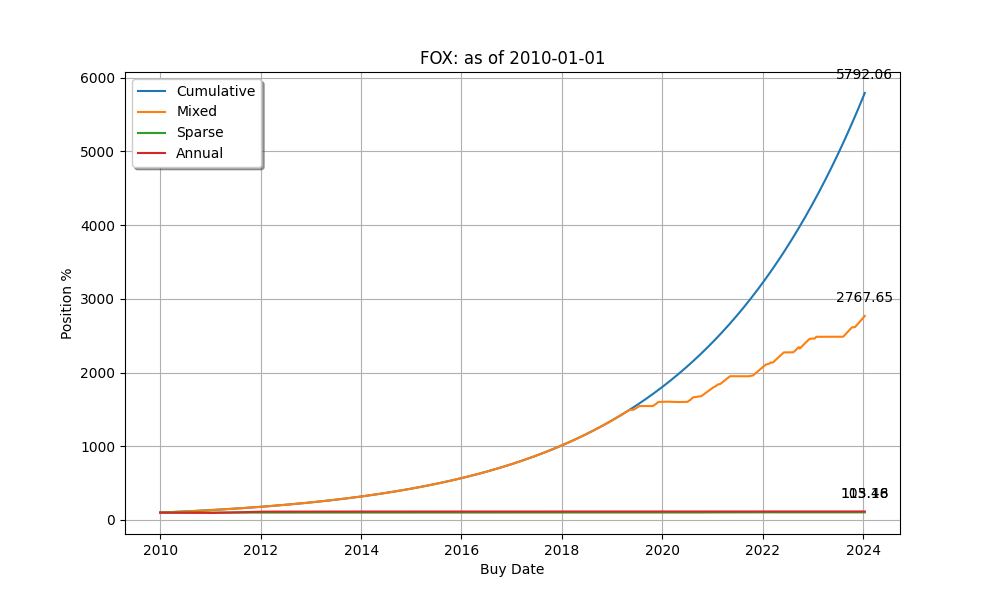 FOX: as of 2010-01-01
5792.06
6000
Cumulative
Mixed
Sparse
Annual
5000
4000
3000
2767.65
2000
1000
0
Position %
2010 2012 2014 2016 2018 2020 2022 2024
Buy Date